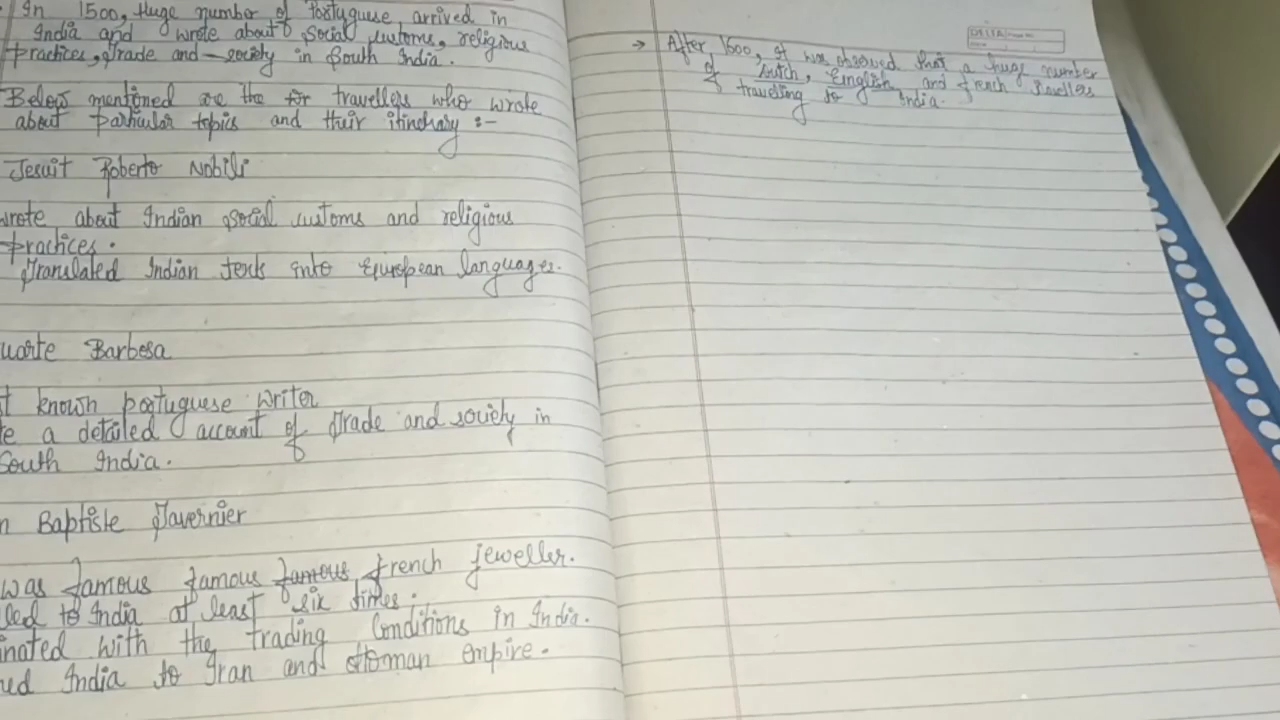 In 1500, Huge number of Portuguese arrived in
India and wrote about social customs, religious
practices, trade and society in South India.
Below mentioned are the for travellers who wrote
about particular topics and their itinerary :-
Jesuit Roberto Nobili
wrote about Indian social customs and religious
practices.
Translated Indian texts into European languages.
uarte Barbosa
t known portuguese writer
te a detailed account of trade and society in
South India.
n Baptiste Tavernier
was famous famous famous french jeweller.
lled to India at least six times.
inated with the trading conditions in India.
red India to Iran and ottoman empire.
DELTA
→ After 1600, it was observed that a huge number
of Dutch, English and french travellers
travelling to India.